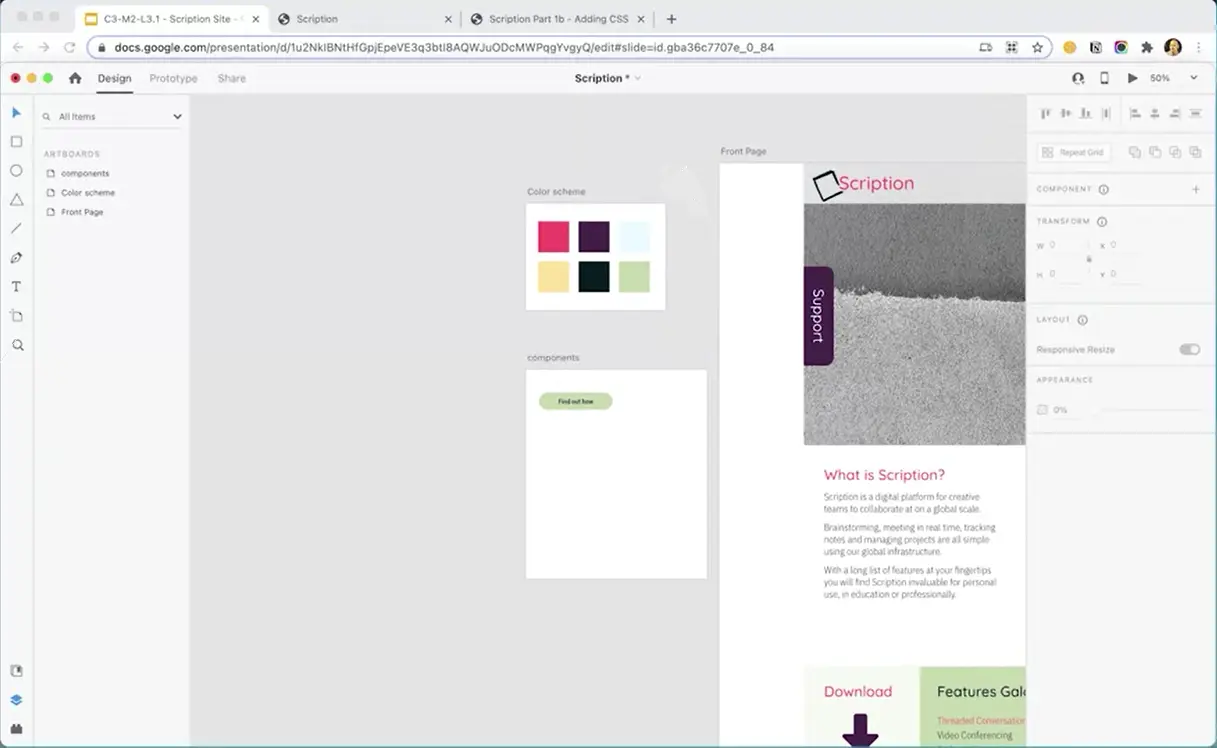 C3-M2-L3.1 - Scription Site -
Scription
Scription Part 1b - Adding CSS
docs.google.com/presentation/d/1u2NkIBNtHfGpjEpeVE3q3btI8AQWJuODcMWPqgYvgyQ/edit#slide=id.gba36c7707e_0_84
Design
Prototype
Share
Scription *
50%
All Items
ARTBOARDS
components
Color scheme
Front Page
Color scheme
components
Find out how
Front Page
Scription
Support
What is Scription?
Scription is a digital platform for creative
teams to collaborate at on a global scale.
Brainstorming, meeting in real time, tracking
notes and managing projects are all simple
using our global infrastructure.
With a long list of features at your fingertips
you will find Scription invaluable for personal
use, in education or professionally.
Download
Features Gal
Threaded Conversation
Video Conferencing
Repeat Grid
COMPONENT
TRANSFORM
W 0 X 0
H 0 Y 0
LAYOUT
Responsive Resize
APPEARANCE
0%